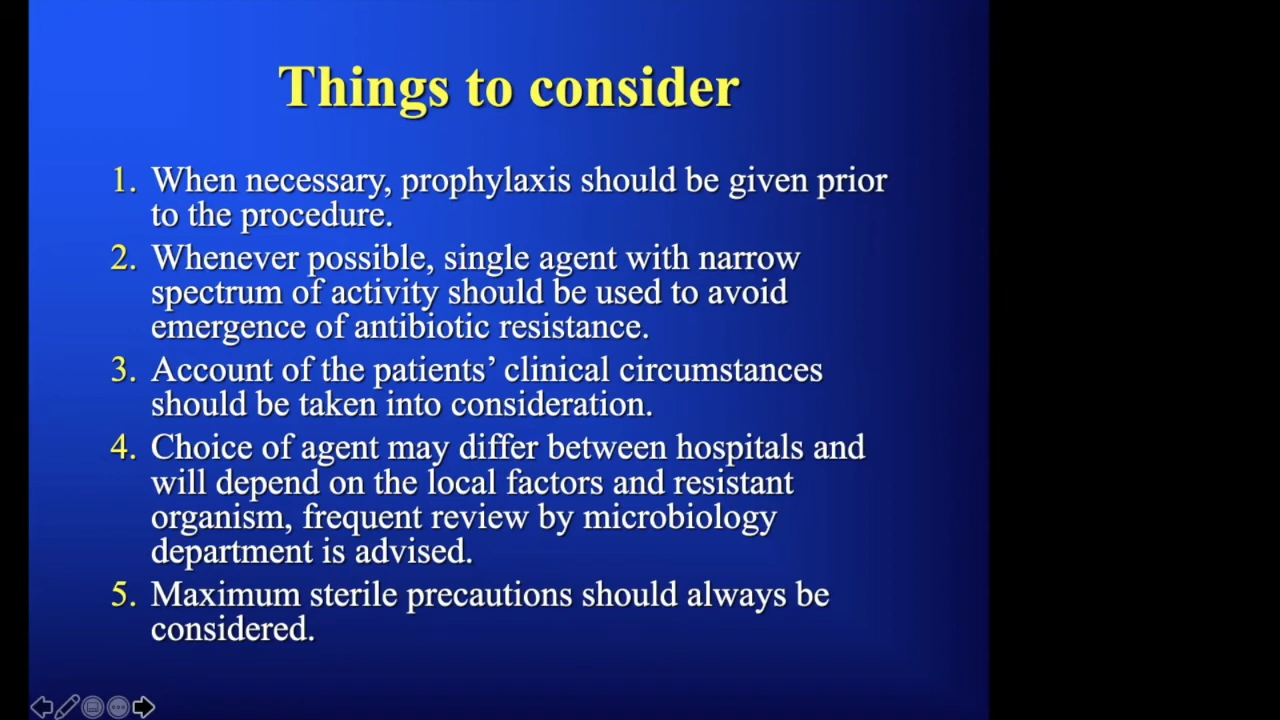 Things to consider
1. When necessary, prophylaxis should be given prior
to the procedure.
2. Whenever possible, single agent with narrow
spectrum of activity should be used to avoid
emergence of antibiotic resistance.
3. Account of the patients’ clinical circumstances
should be taken into consideration.
4. Choice of agent may differ between hospitals and
will depend on the local factors and resistant
organism, frequent review by microbiology
department is advised.
5. Maximum sterile precautions should always be
considered.